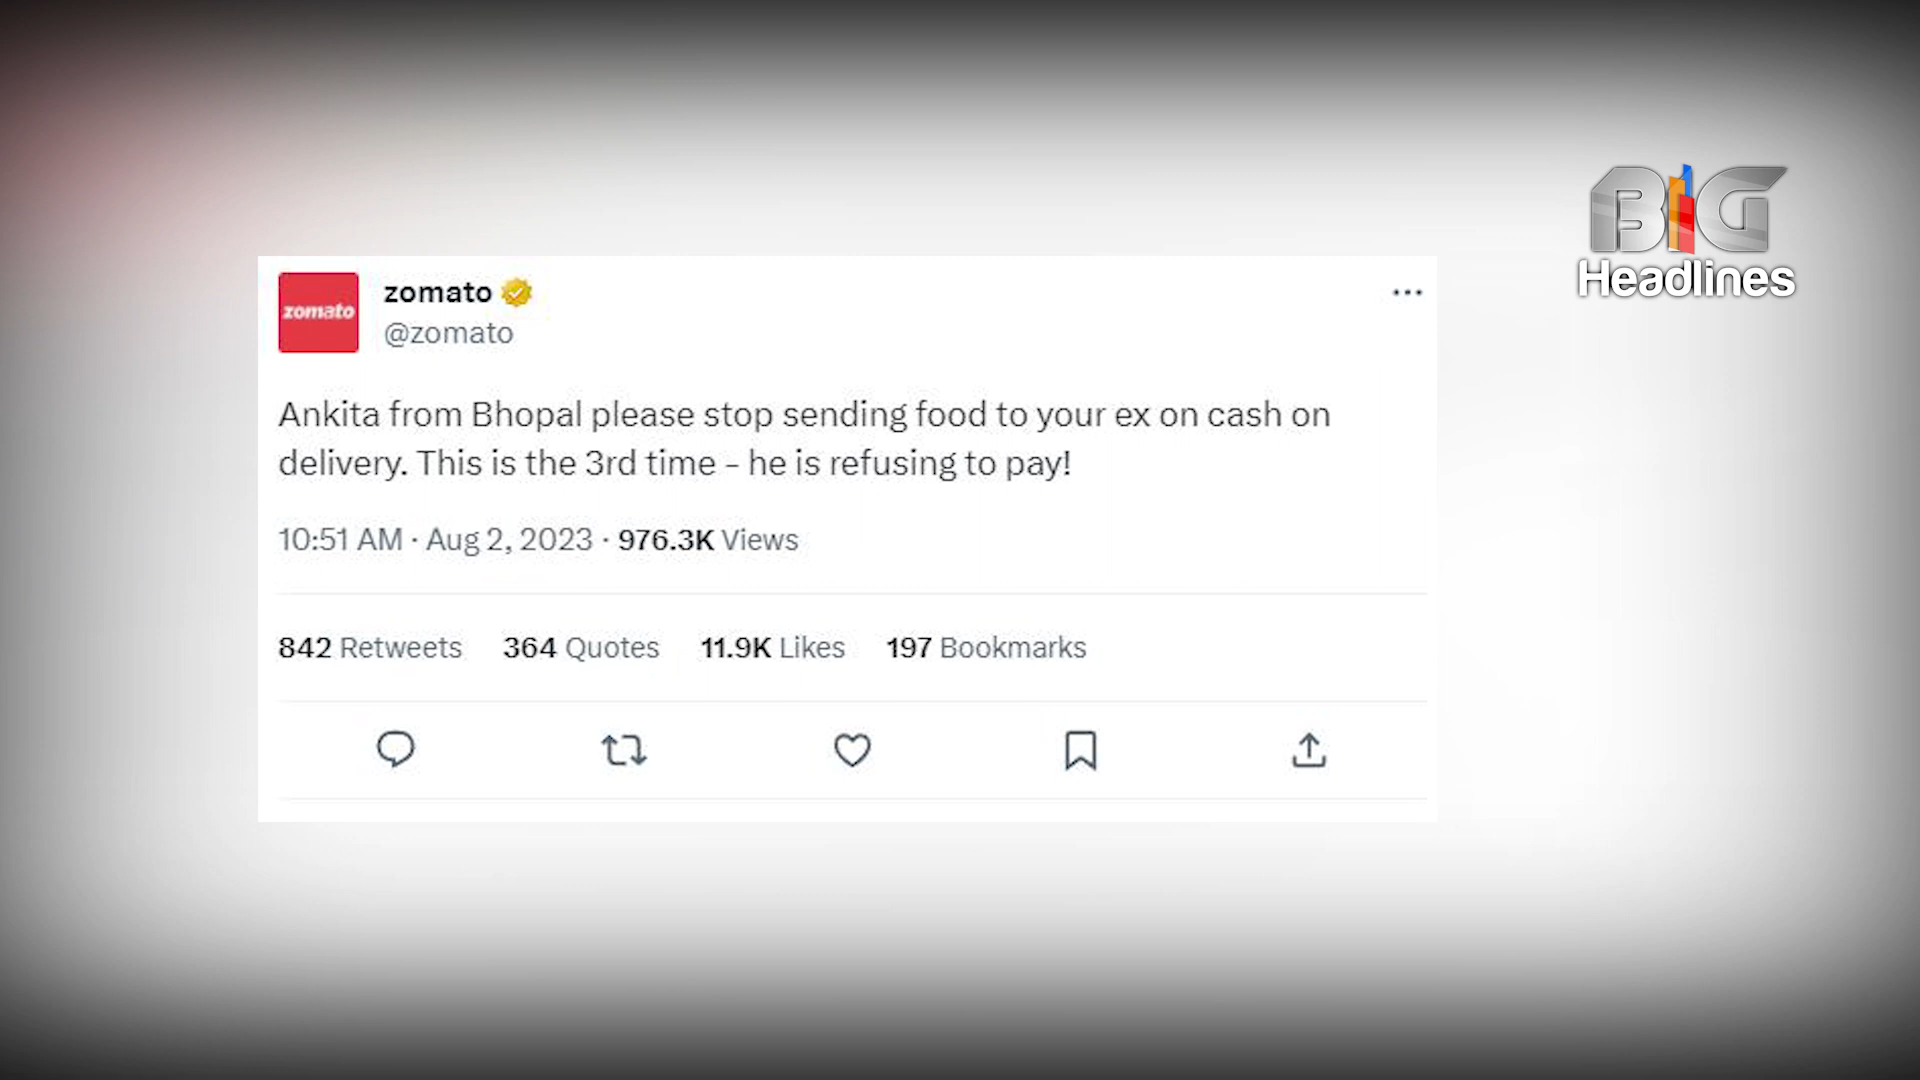 BIG
Headlines
zomato
zomato
@zomato
Ankita from Bhopal please stop sending food to your ex on cash on
delivery. This is the 3rd time – he is refusing to pay!
10:51 AM · Aug 2, 2023 · 976.3K Views
842 Retweets 364 Quotes 11.9K Likes 197 Bookmarks